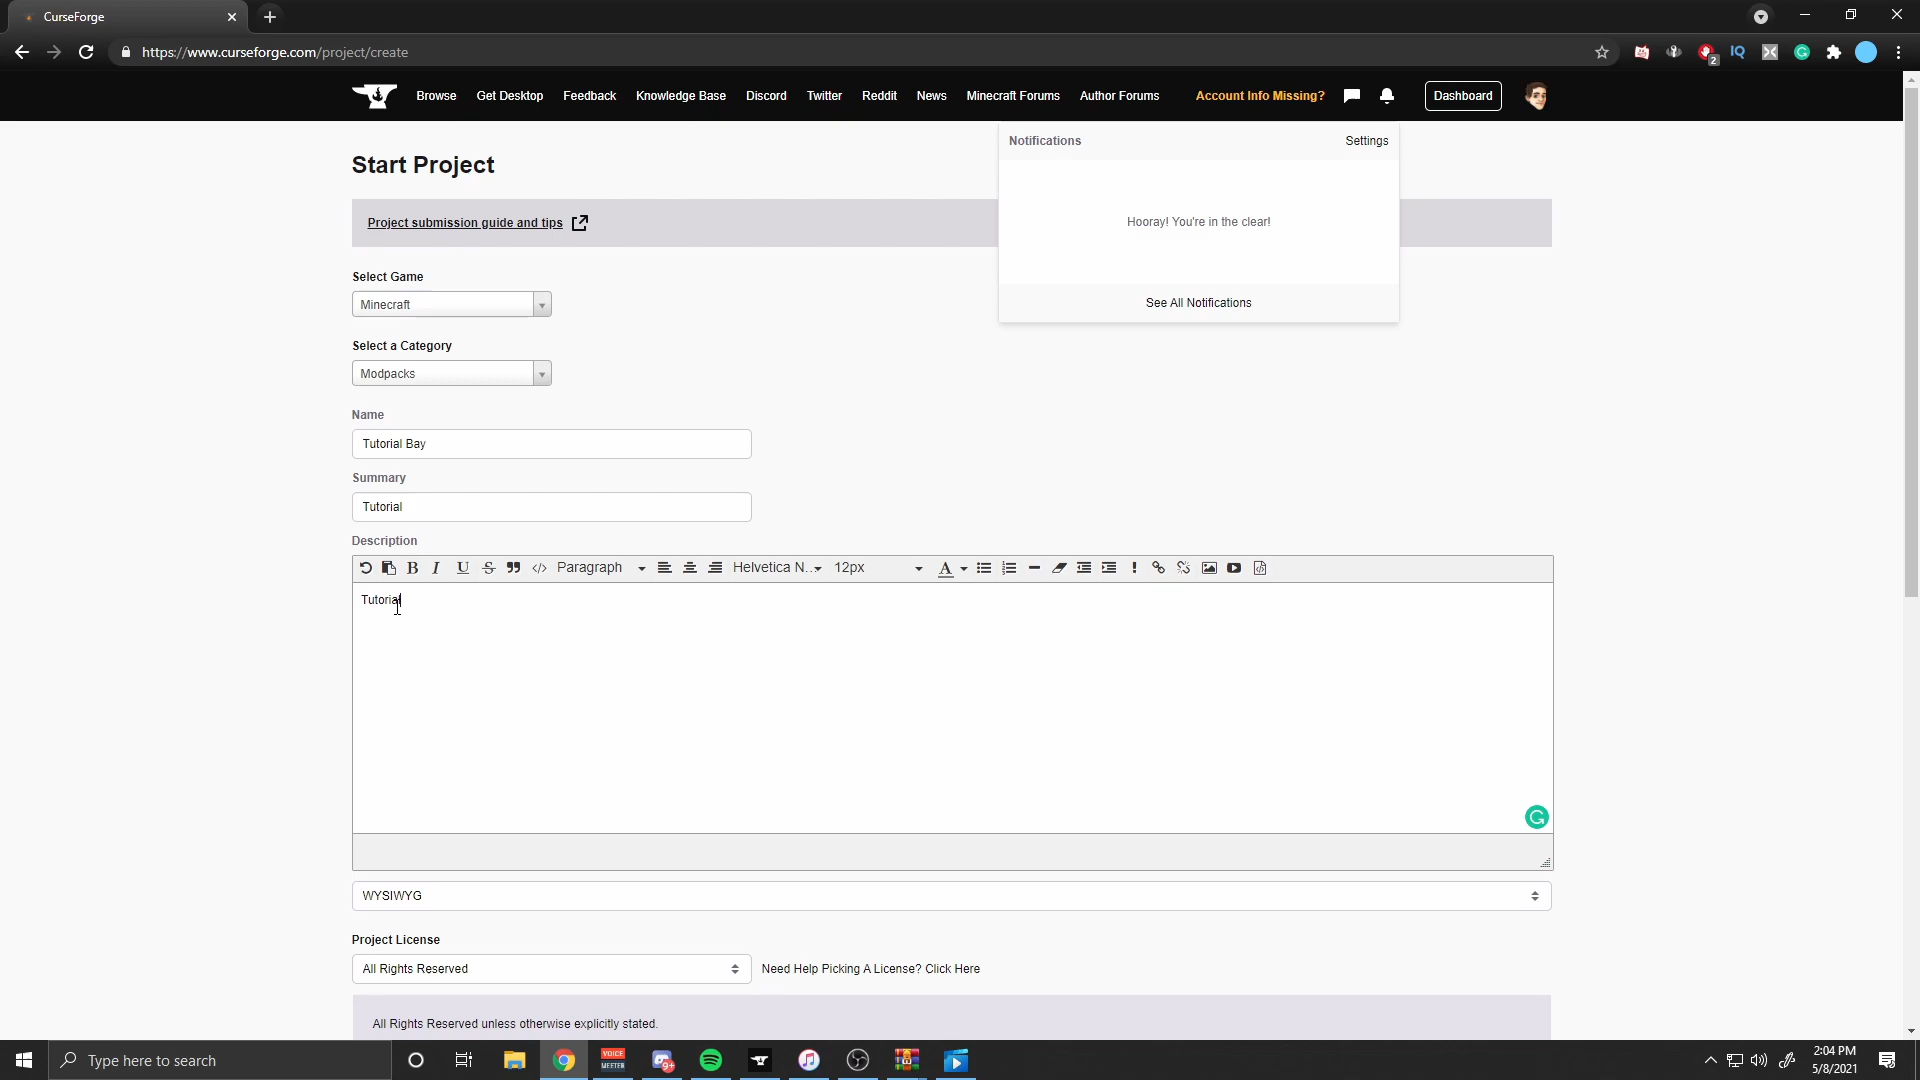 CurseForge
https://www.curseforge.com/project/create
2
Browse Get Desktop Feedback Knowledge Base Discord Twitter Reddit News Minecraft Forums Author Forums Account Info Missing? Dashboard
Notifications Settings
Hooray! You're in the clear!
See All Notifications
Start Project
Project submission guide and tips
Select Game
Minecraft
Select a Category
Modpacks
Name
Tutorial Bay
Summary
Tutorial
Description
Paragraph Helvetica N... 12px
Tutorial
WYSIWYG
Project License
All Rights Reserved Need Help Picking A License? Click Here
All Rights Reserved unless otherwise explicitly stated.
Type here to search
VOICE
MEETER
9+
2:04 PM
5/8/2021